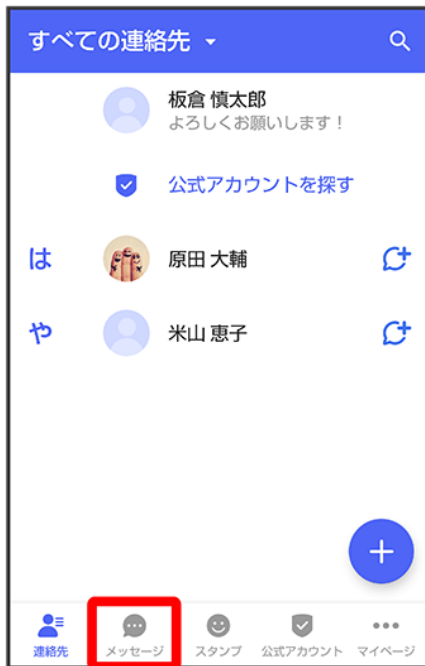 すべての連絡先
板倉 慎太郎
よろしくお願いします！
公式アカウントを探す
は
原田 大輔
や
米山 恵子
連絡先 メッセージ スタンプ 公式アカウント マイページ